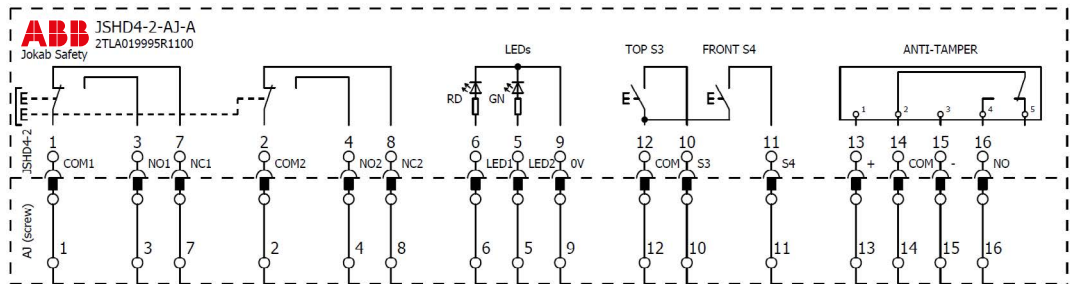 ABB JSHD4-2-AJ-A
2TLA019995R1100
Jokab Safety
LEDs TOP S3 FRONT S4 ANTI-TAMPER
RD GN
E E E
1 2 3 4 5
JSHD4-2
1 3 7 2 4 8 6 5 9 12 10 11 13 14 15 16
COM1 NO1 NC1 COM2 NO2 NC2 LED1 LED2 0V COM S3 S4 + COM - NO
AJ (screw)
1 3 7 2 4 8 6 5 9 12 10 11 13 14 15 16